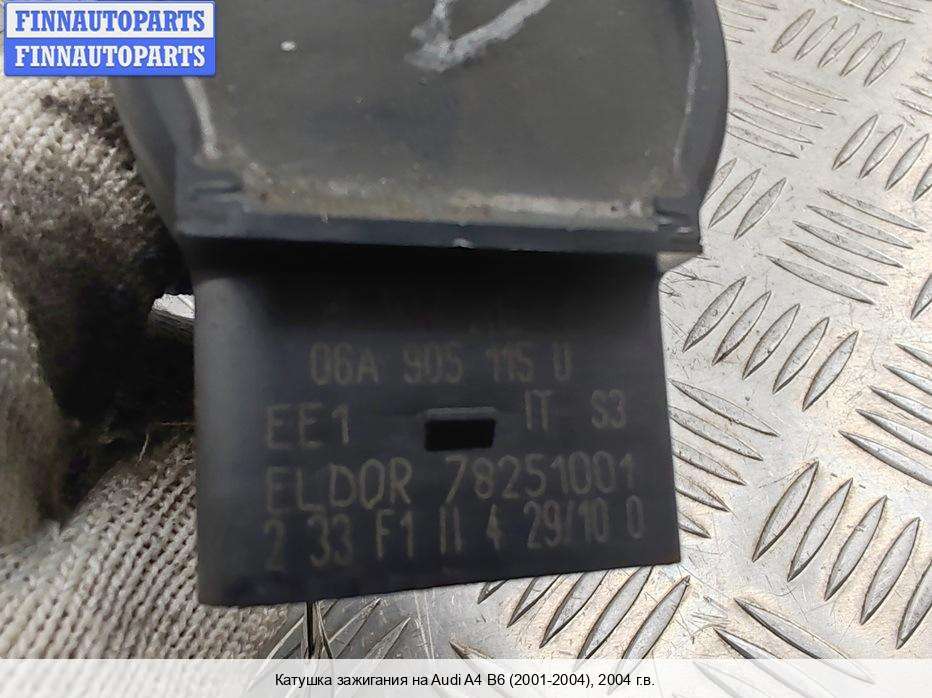 FINNAUTOPARTS
FINNAUTOPARTS
06A 905 115 D
EE1 IT S3
ELDOR 78251001
2 33 F1 II 4 29/10 0
Катушка зажигания на Audi A4 B6 (2001-2004), 2004 г.в.